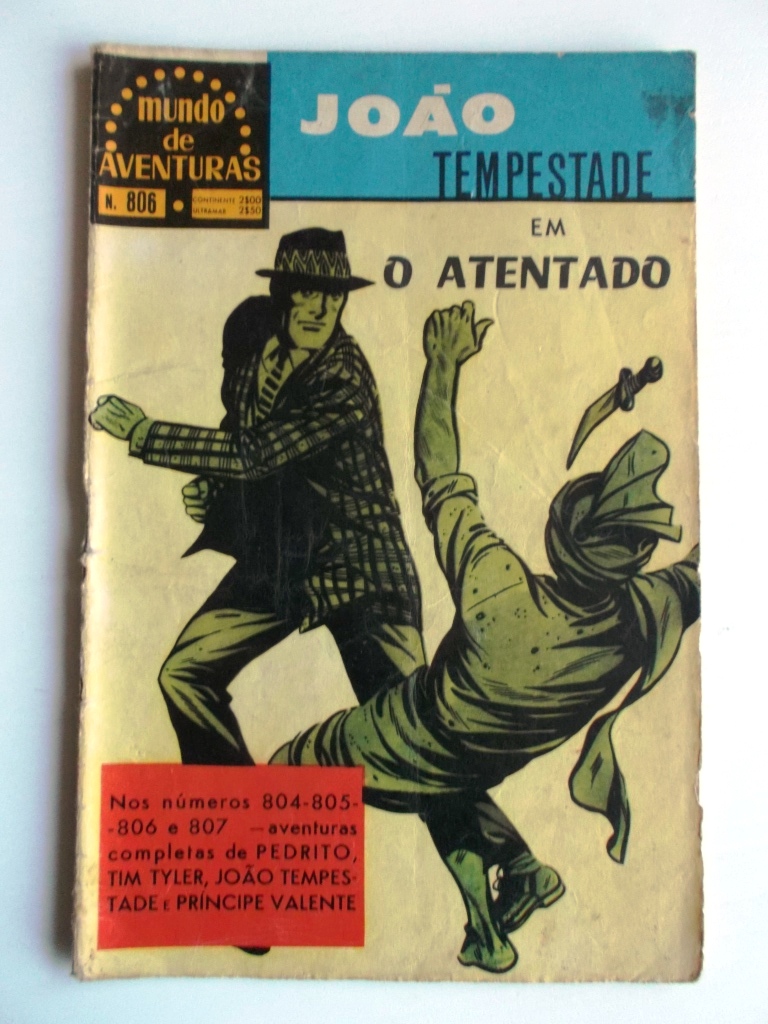 mundo
de
AVENTURAS
N. 806
CONTINENTE 2$00
ULTRAMAR 2$50
JOÃO
TEMPESTADE
EM
O ATENTADO
Nos números 804-805-
-806 e 807 — aventuras
completas de PEDRITO,
TIM TYLER, JOÃO TEMPES-
TADE E PRÍNCIPE VALENTE